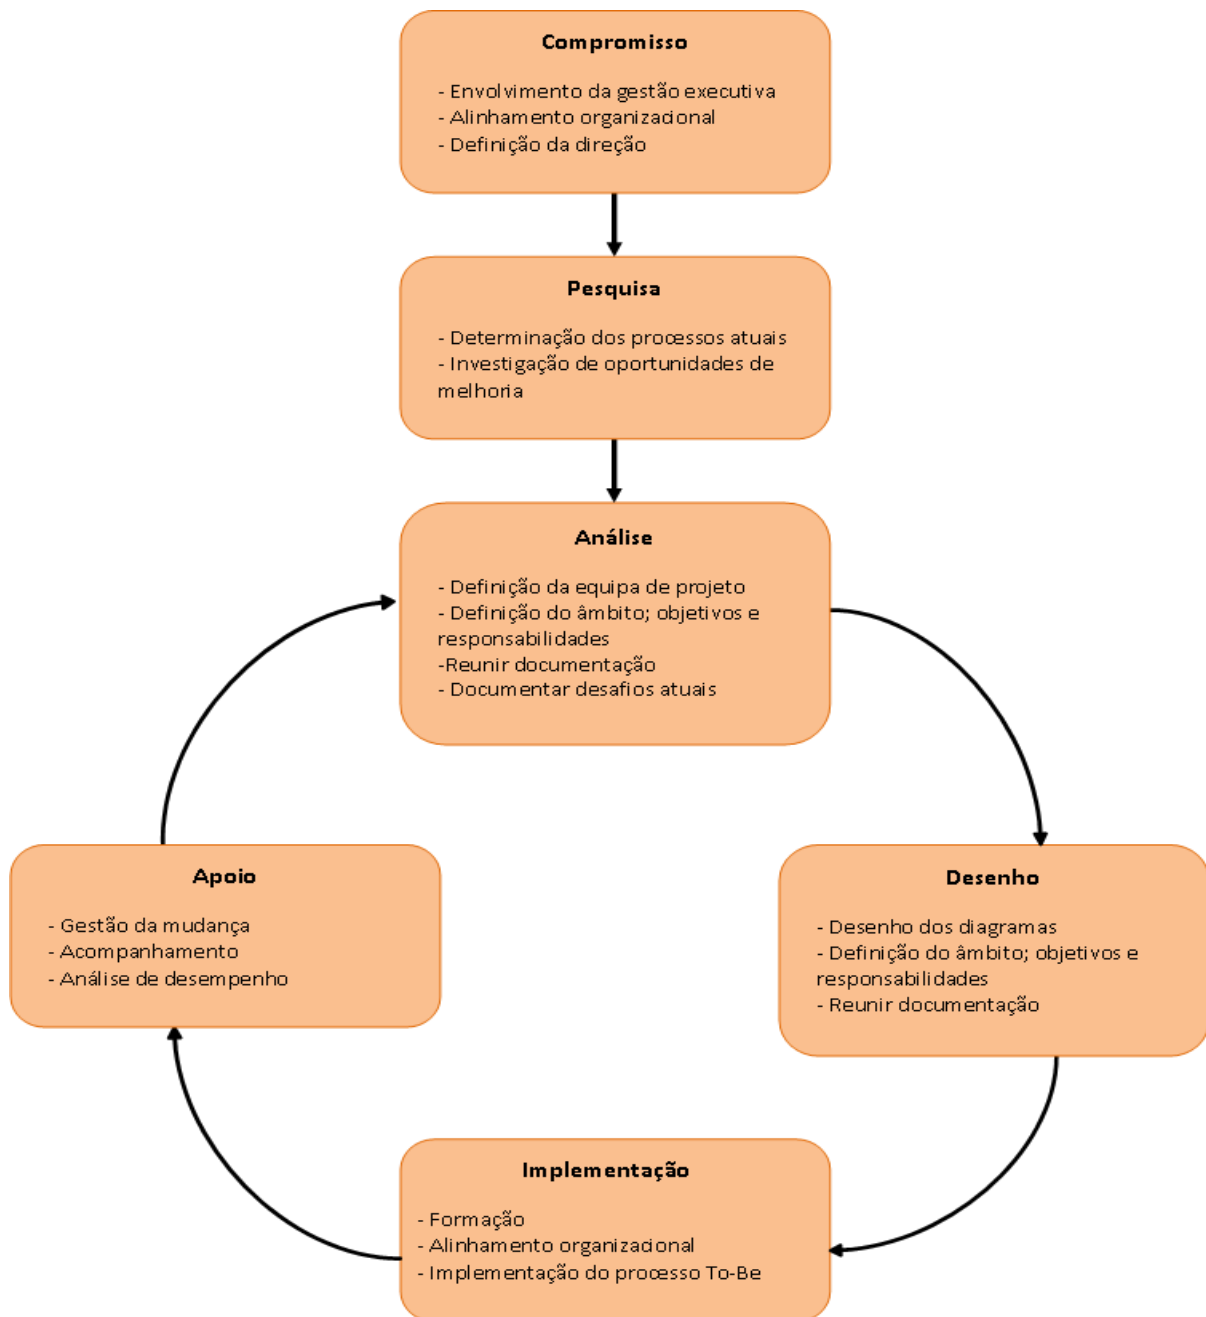 Compromisso
- Envolvimento da gestão executiva
- Alinhamento organizacional
- Definição da direção
Pesquisa
- Determinação dos processos atuais
- Investigação de oportunidades de
melhoria
Análise
- Definição da equipa de projeto
- Definição do âmbito; objetivos e
responsabilidades
-Reunir documentação
- Documentar desafios atuais
Apoio
- Gestão da mudança
- Acompanhamento
- Análise de desempenho
Desenho
- Desenho dos diagramas
- Definição do âmbito; objetivos e
responsabilidades
- Reunir documentação
Implementação
- Formação
- Alinhamento organizacional
- Implementação do processo To-Be